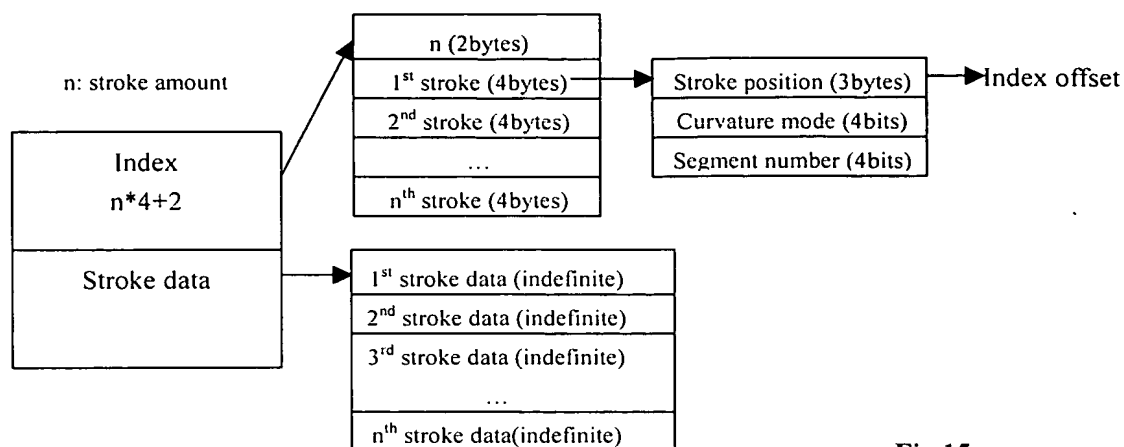 n: stroke amount
Index
n*4+2
Stroke data
n (2bytes)
1st stroke (4bytes)
2nd stroke (4bytes)
...
nth stroke (4bytes)
Stroke position (3bytes)
Curvature mode (4bits)
Segment number (4bits)
Index offset
1st stroke data (indefinite)
2nd stroke data (indefinite)
3rd stroke data (indefinite)
...
nth stroke data(indefinite)